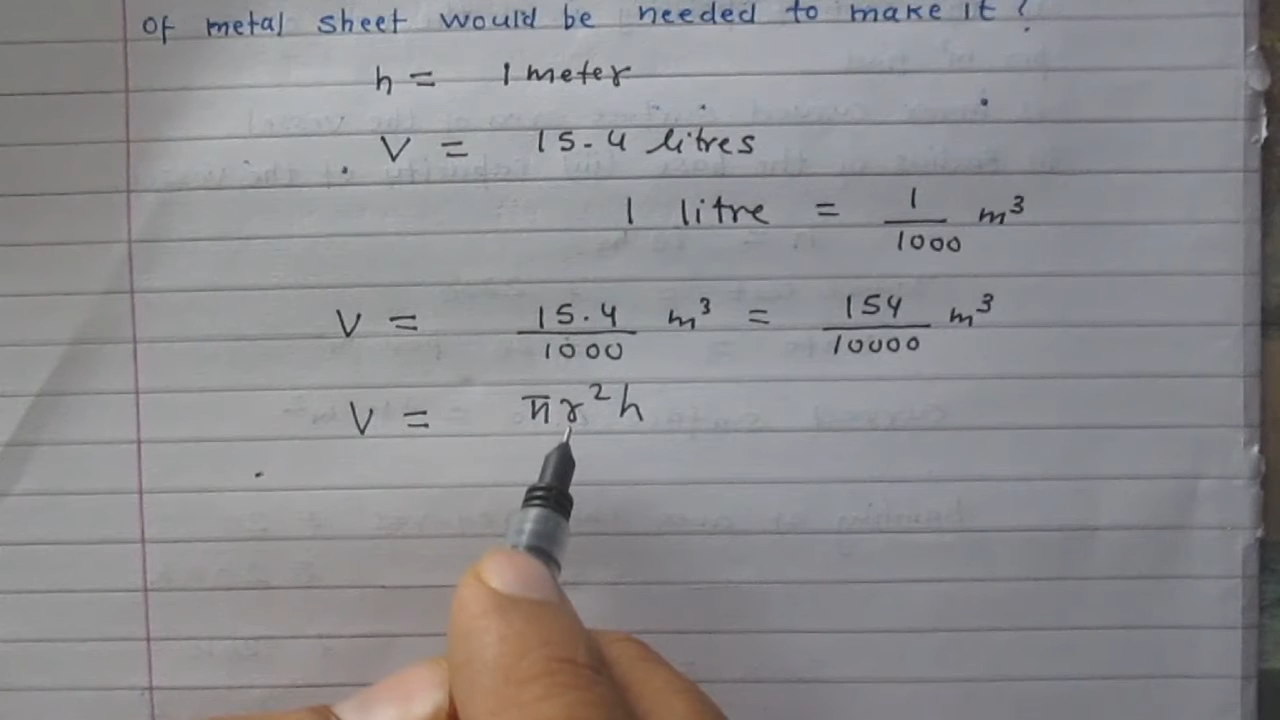 of metal sheet would be needed to make it?
h = 1 meter
V = 15.4 litres
1 litre = 1/1000 m³
V = 15.4/1000 m³ = 154/10000 m³
V = πr²h